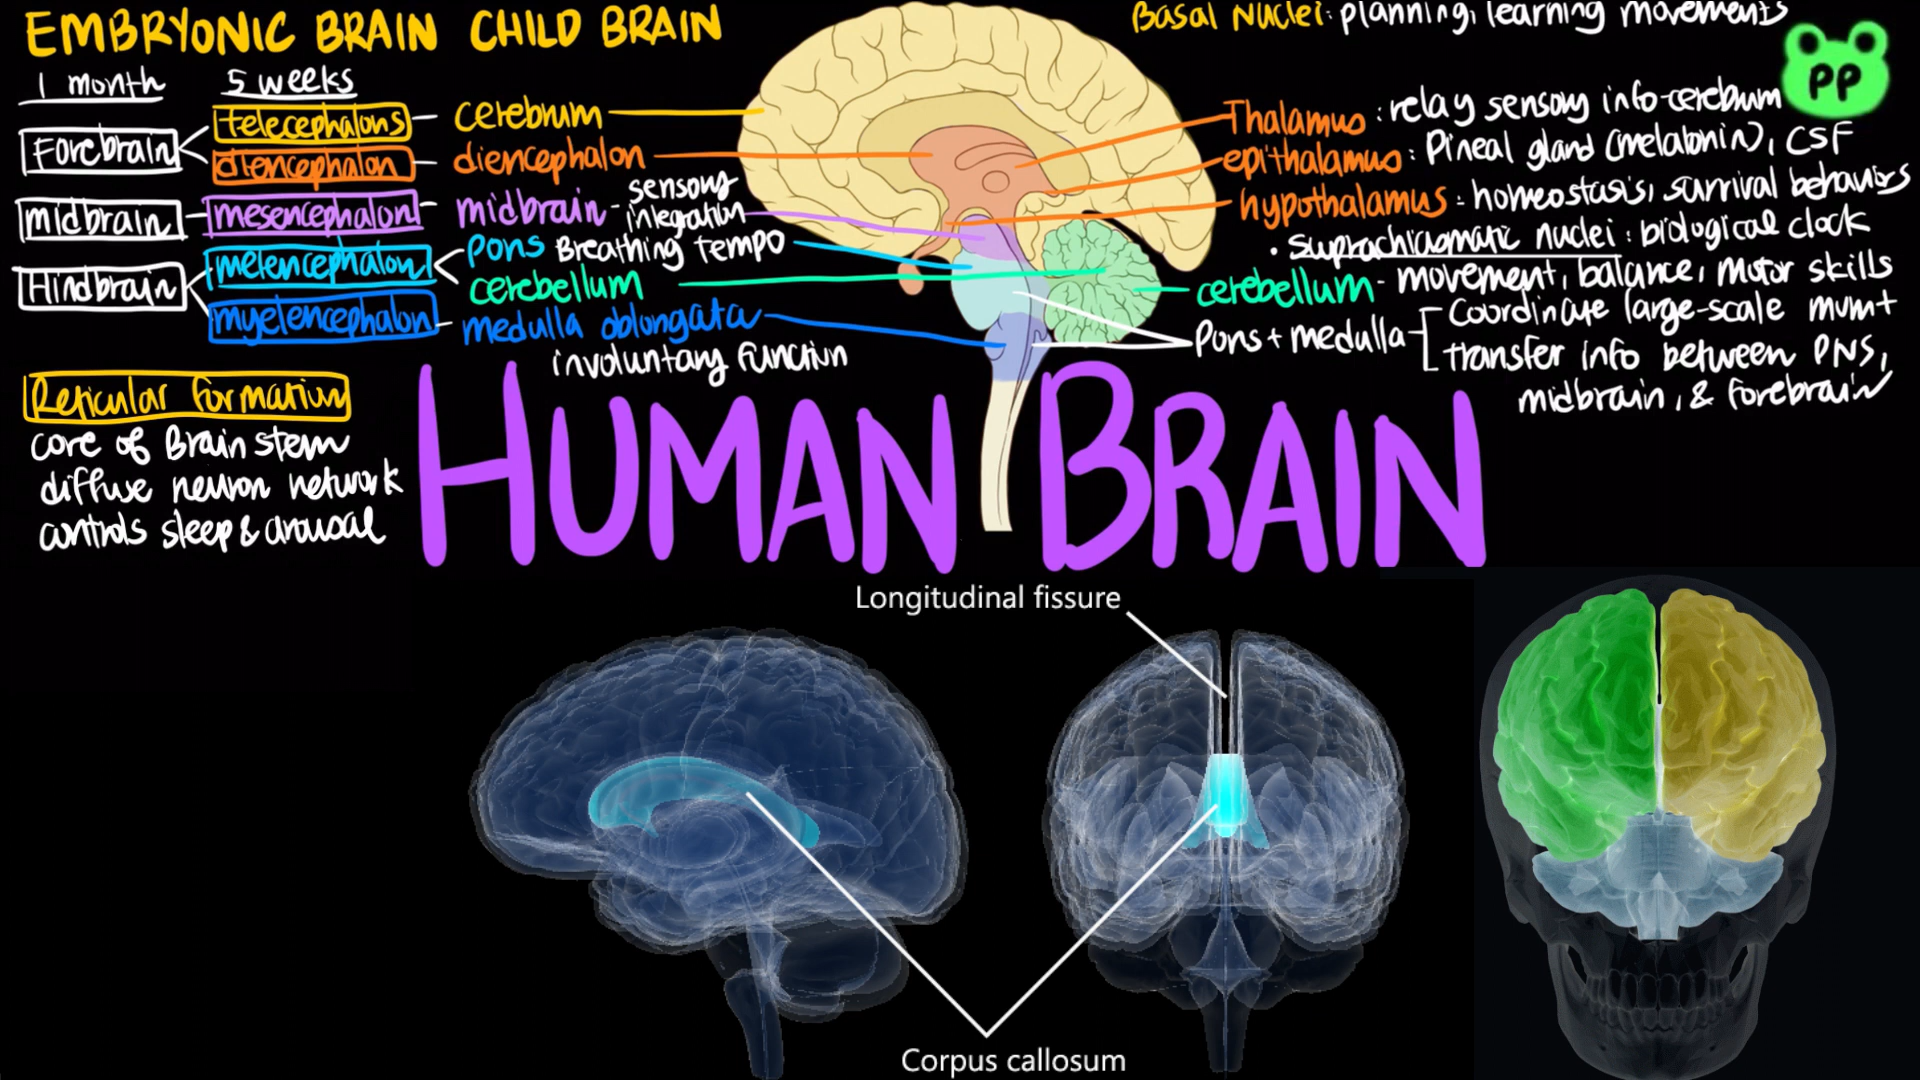 EMBRYONIC BRAIN CHILD BRAIN
1 month 5 weeks
Forebrain
telecephalons
cerebrum
diencephalon
diencephalon
midbrain
mesencephalon
midbrain - sensory integration
Hindbrain
melencephalon
pons Breathing tempo
cerebellum
myelencephalon
medulla oblongata
involuntary function
Reticular formation
core of Brain stem
diffuse neuron network
controls sleep & arousal
Basal Nuclei: planning, learning movements
PP
Thalamus: relay sensory info-cerebrum
epithalamus: Pineal gland (melatonin), CSF
hypothalamus: homeostasis, survival behaviors
• suprachiasmatic nuclei: biological clock
cerebellum - movement, balance, motor skills
Pons + medulla
Coordinate large-scale mvmt
transfer info between PNS,
midbrain, & forebrain
HUMAN BRAIN
Longitudinal fissure
Corpus callosum